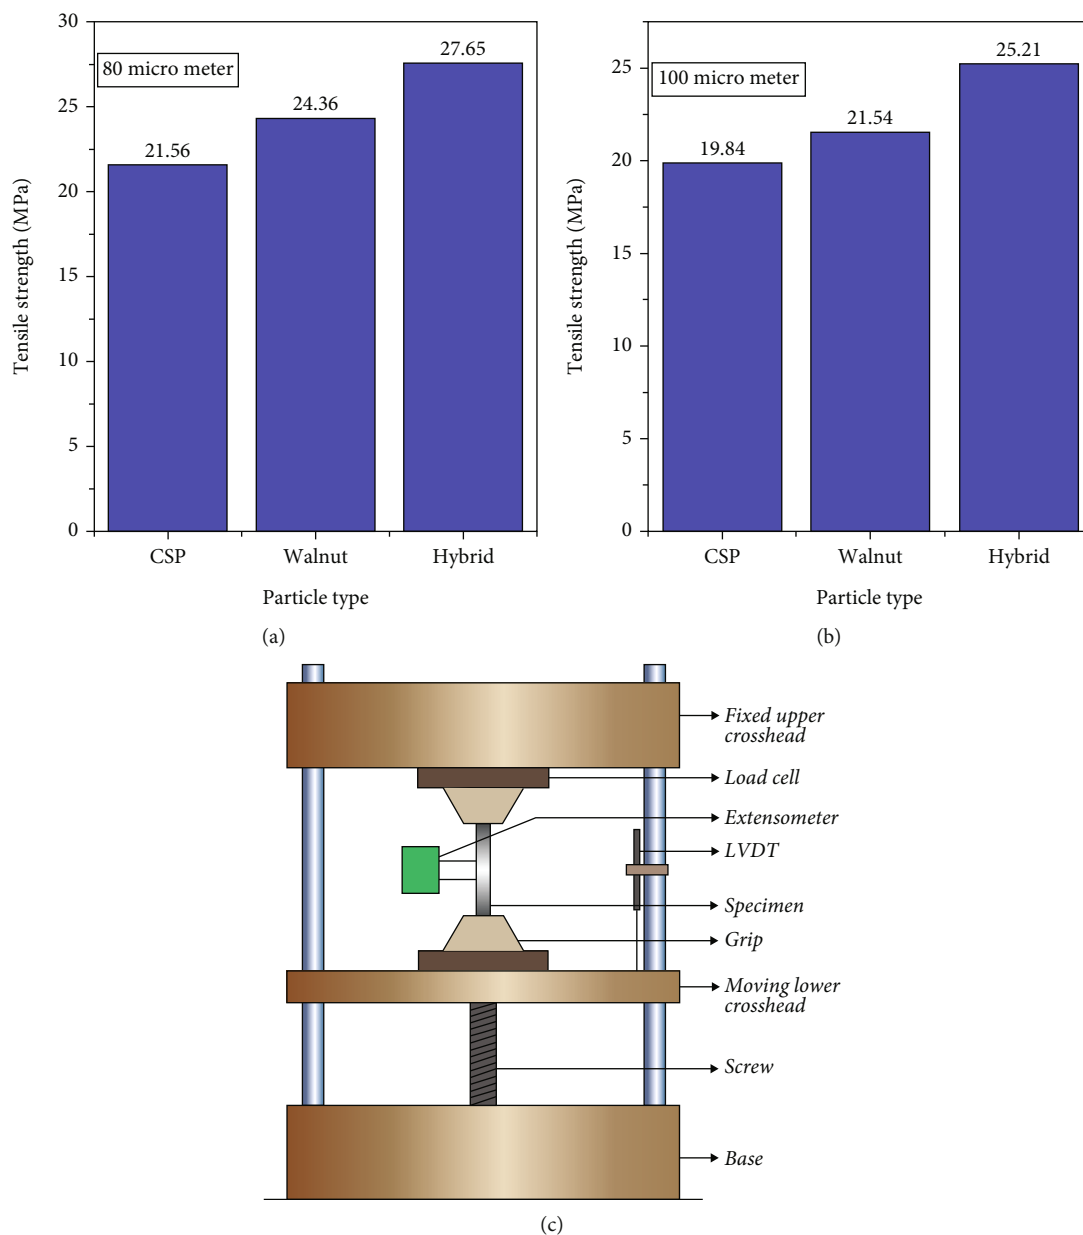 30
25
20
15
10
5
0
Tensile strength (MPa)
80 micro meter
21.56
24.36
27.65
CSP
Walnut
Hybrid
Particle type
(a)
25
20
15
10
5
0
Tensile strength (MPa)
100 micro meter
19.84
21.54
25.21
CSP
Walnut
Hybrid
Particle type
(b)
Fixed upper
crosshead
Load cell
Extensometer
LVDT
Specimen
Grip
Moving lower
crosshead
Screw
Base
(c)